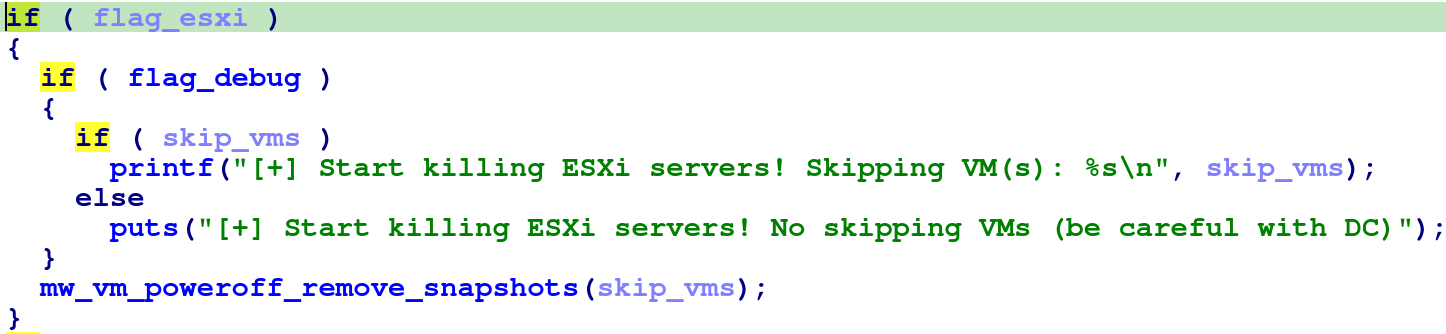 if ( flag_esxi )
{
  if ( flag_debug )
  {
    if ( skip_vms )
      printf("[+] Start killing ESXi servers! Skipping VM(s): %s\n", skip_vms);
    else
      puts("[+] Start killing ESXi servers! No skipping VMs (be careful with DC)");
  }
  mw_vm_poweroff_remove_snapshots(skip_vms);
}